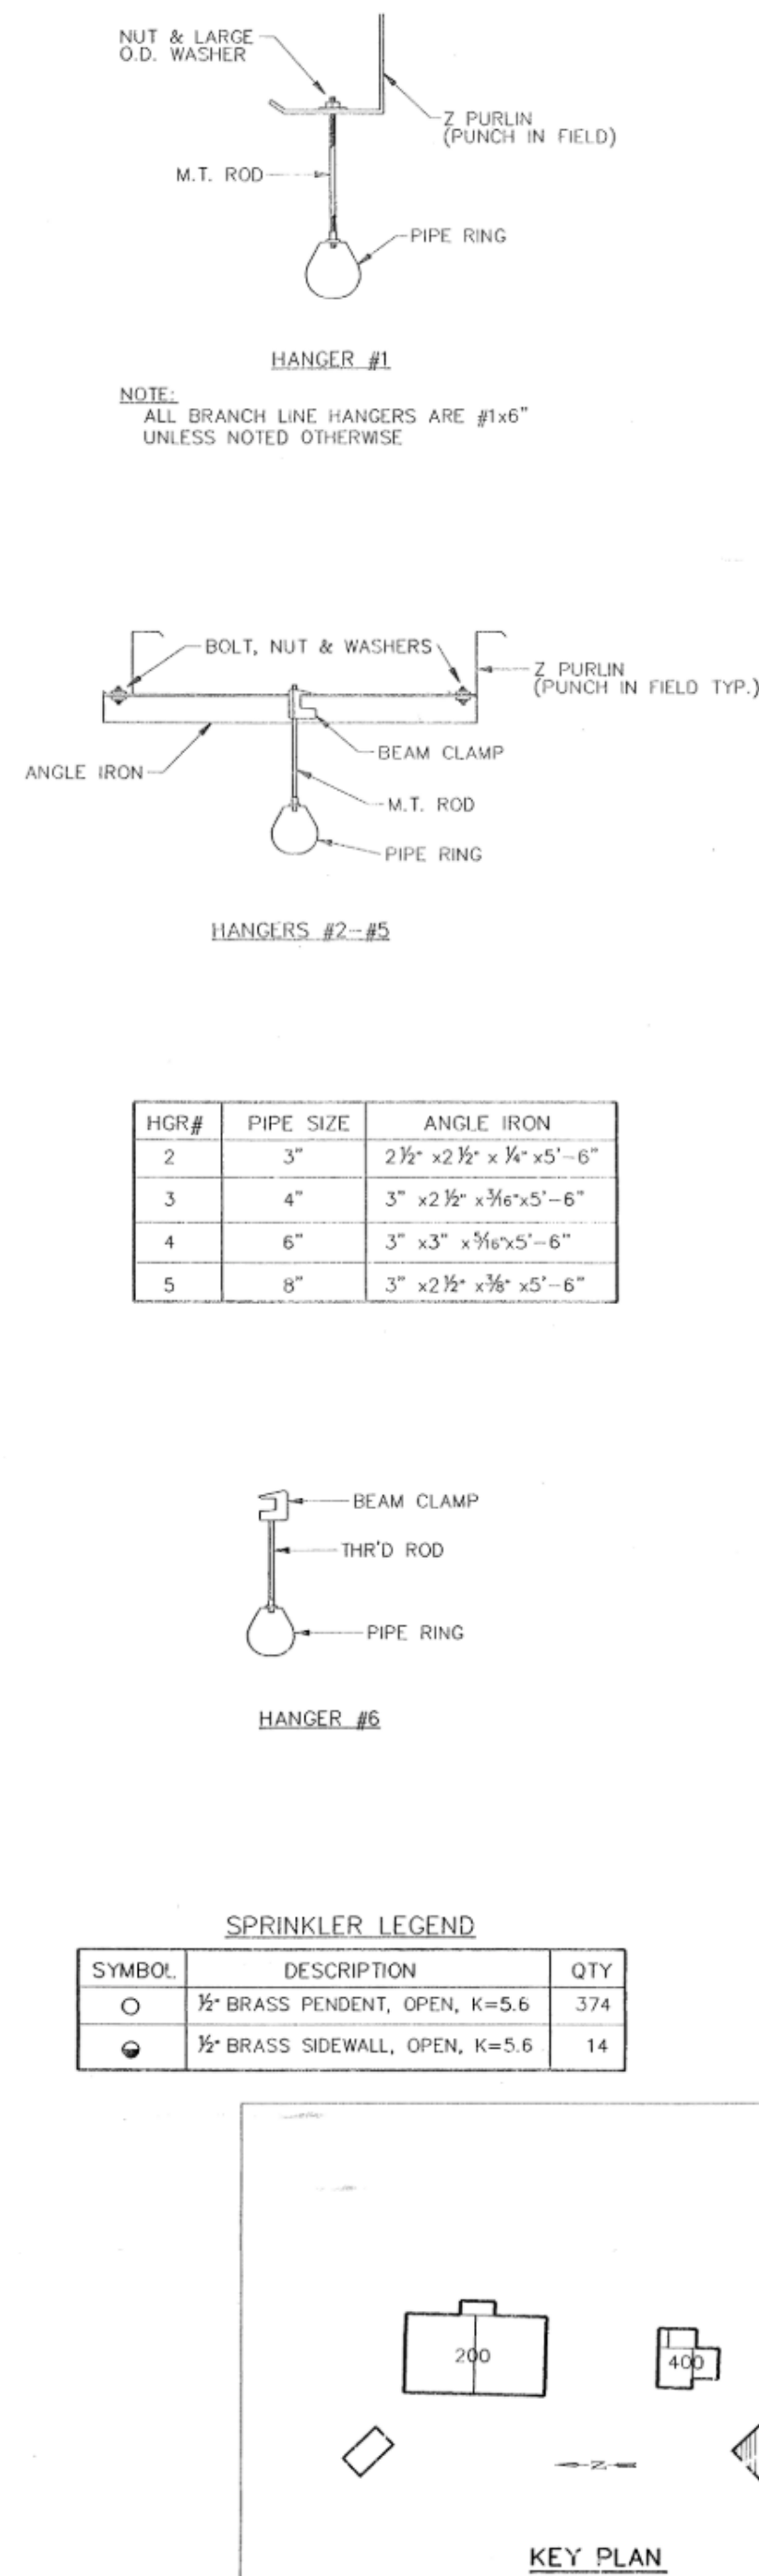 NUT & LARGE
O.D. WASHER
Z PURLIN
(PUNCH IN FIELD)
M.T. ROD
PIPE RING
HANGER #1
NOTE:
ALL BRANCH LINE HANGERS ARE #1x6"
UNLESS NOTED OTHERWISE
BOLT, NUT & WASHERS
Z PURLIN
(PUNCH IN FIELD TYP.)
BEAM CLAMP
ANGLE IRON
M.T. ROD
PIPE RING
HANGERS #2-#5
HGR# PIPE SIZE ANGLE IRON
2 3" 2½" x2½" x ¼" x5'-6"
3 4" 3" x2½" x3/16"x5'-6"
4 6" 3" x3" x5/16"x5'-6"
5 8" 3" x2½" x3/8" x5'-6"
BEAM CLAMP
THR'D ROD
PIPE RING
HANGER #6
SPRINKLER LEGEND
SYMBOL DESCRIPTION QTY
½" BRASS PENDENT, OPEN, K=5.6 374
½" BRASS SIDEWALL, OPEN, K=5.6 14
200
400
N
KEY PLAN